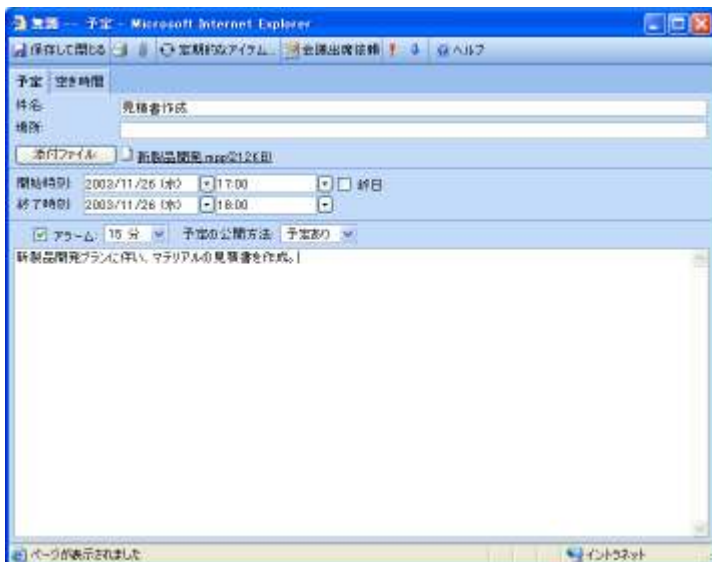 無題 -- 予定 - Microsoft Internet Explorer
保存して閉じる 定期的なアイテム... 会議出席依頼 ! ヘルプ
予定 空き時間
件名: 見積書作成
場所:
添付ファイル: 新製品開発.mpp(212KB)
開始時刻: 2003/11/26 (水) 17:00 終日
終了時刻: 2003/11/26 (水) 18:00
アラーム: 15 分 予定の公開方法: 予定あり
新製品開発プランに伴い、マテリアルの見積書を作成。
ページが表示されました イントラネット